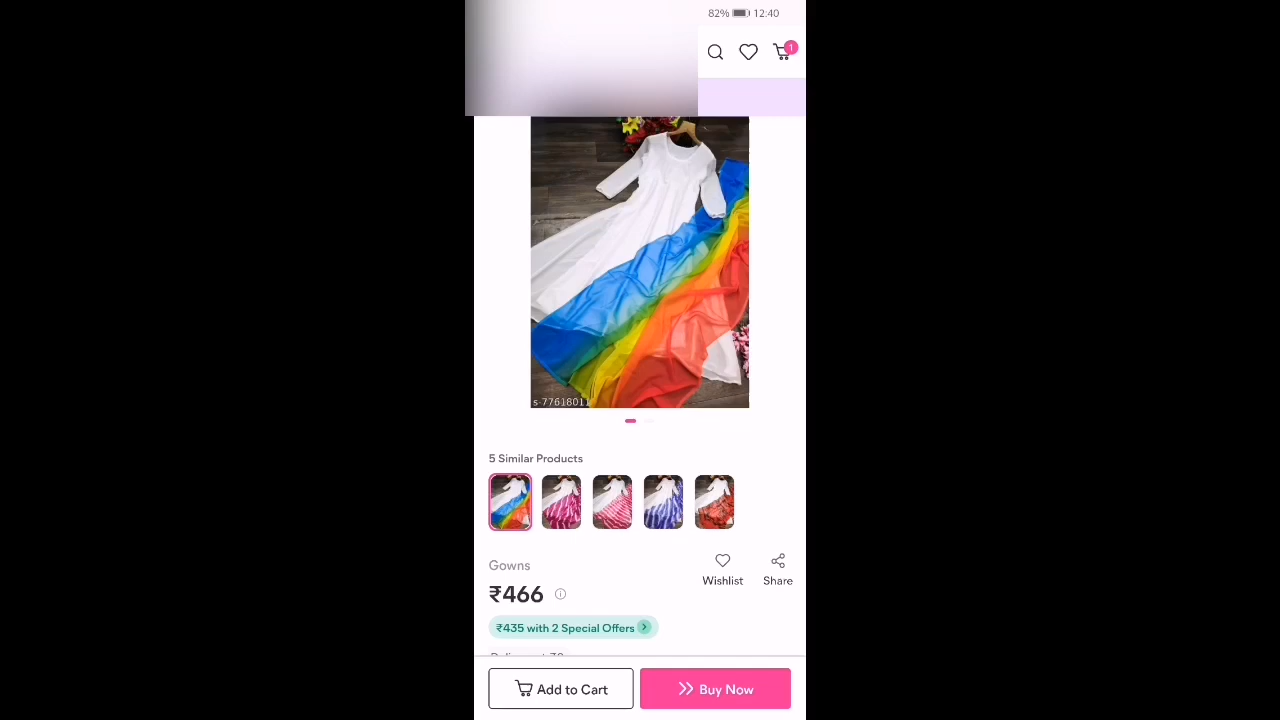 82% 12:40
1
s-77618011
5 Similar Products
Gowns
Wishlist
Share
₹466
₹435 with 2 Special Offers
Add to Cart
Buy Now